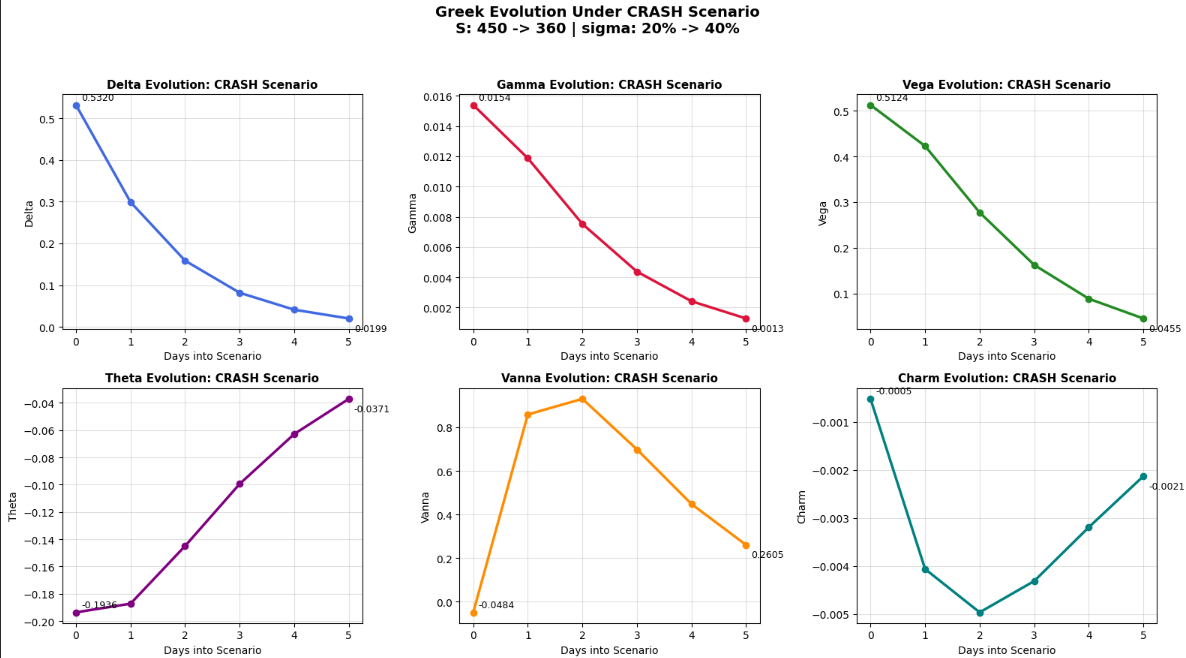 Greek Evolution Under CRASH Scenario
S: 450 -> 360 | sigma: 20% -> 40%
Delta Evolution: CRASH Scenario
Delta
0.5
0.4
0.3
0.2
0.1
0.0
0.5320
0.0199
0 1 2 3 4 5
Days into Scenario
Gamma Evolution: CRASH Scenario
Gamma
0.016
0.014
0.012
0.010
0.008
0.006
0.004
0.002
0.0154
0.0013
0 1 2 3 4 5
Days into Scenario
Vega Evolution: CRASH Scenario
Vega
0.5
0.4
0.3
0.2
0.1
0.5124
0.0455
0 1 2 3 4 5
Days into Scenario
Theta Evolution: CRASH Scenario
Theta
−0.04
−0.06
−0.08
−0.10
−0.12
−0.14
−0.16
−0.18
−0.20
-0.1936
-0.0371
0 1 2 3 4 5
Days into Scenario
Vanna Evolution: CRASH Scenario
Vanna
0.8
0.6
0.4
0.2
0.0
-0.0484
0.2605
0 1 2 3 4 5
Days into Scenario
Charm Evolution: CRASH Scenario
Charm
−0.001
−0.002
−0.003
−0.004
−0.005
-0.0005
-0.0021
0 1 2 3 4 5
Days into Scenario